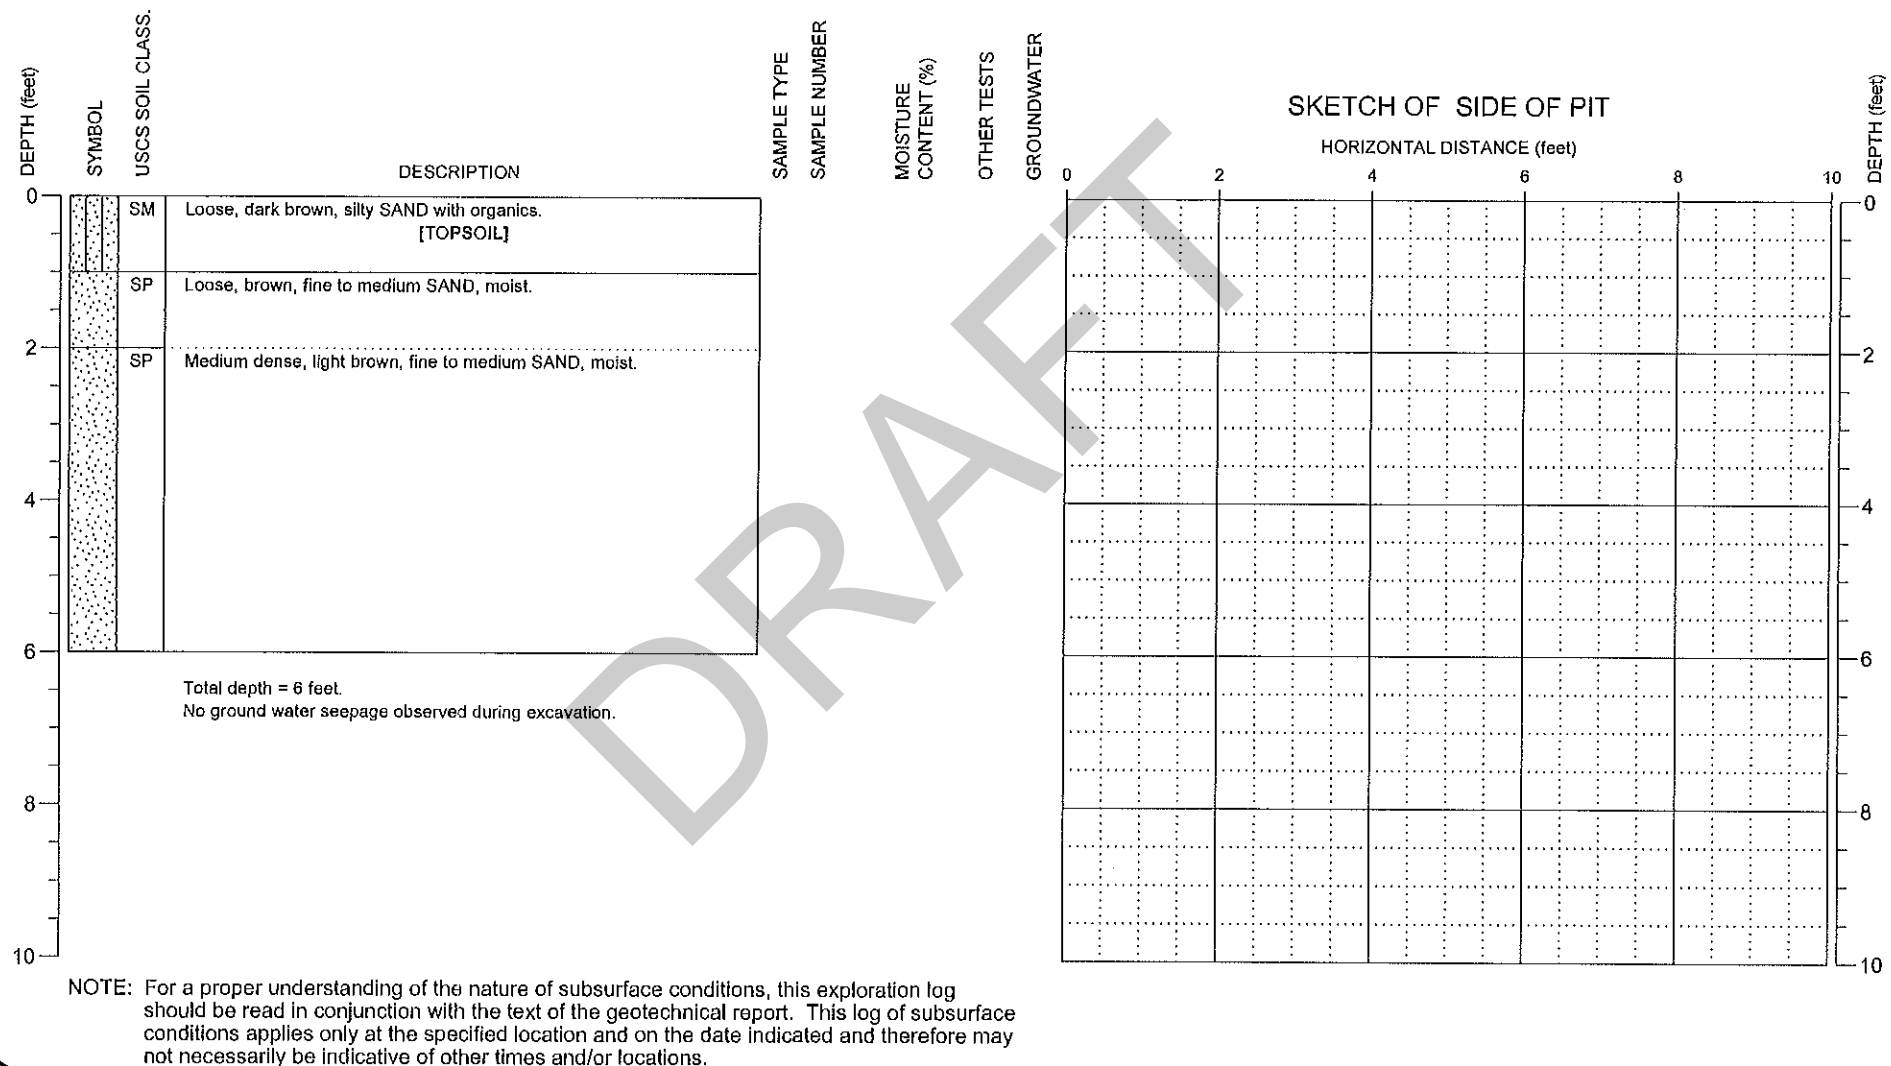 DEPTH (feet)
SYMBOL
USCS SOIL CLASS.
DESCRIPTION
SAMPLE TYPE
SAMPLE NUMBER
MOISTURE
CONTENT (%)
OTHER TESTS
GROUNDWATER
0
2
4
6
8
10
SM
Loose, dark brown, silty SAND with organics.
[TOPSOIL]
SP
Loose, brown, fine to medium SAND, moist.
SP
Medium dense, light brown, fine to medium SAND, moist.
Total depth = 6 feet.
No ground water seepage observed during excavation.
SKETCH OF SIDE OF PIT
HORIZONTAL DISTANCE (feet)
0 2 4 6 8 10
DEPTH (feet)
0
2
4
6
8
10
DRAFT
NOTE: For a proper understanding of the nature of subsurface conditions, this exploration log
should be read in conjunction with the text of the geotechnical report. This log of subsurface
conditions applies only at the specified location and on the date indicated and therefore may
not necessarily be indicative of other times and/or locations.